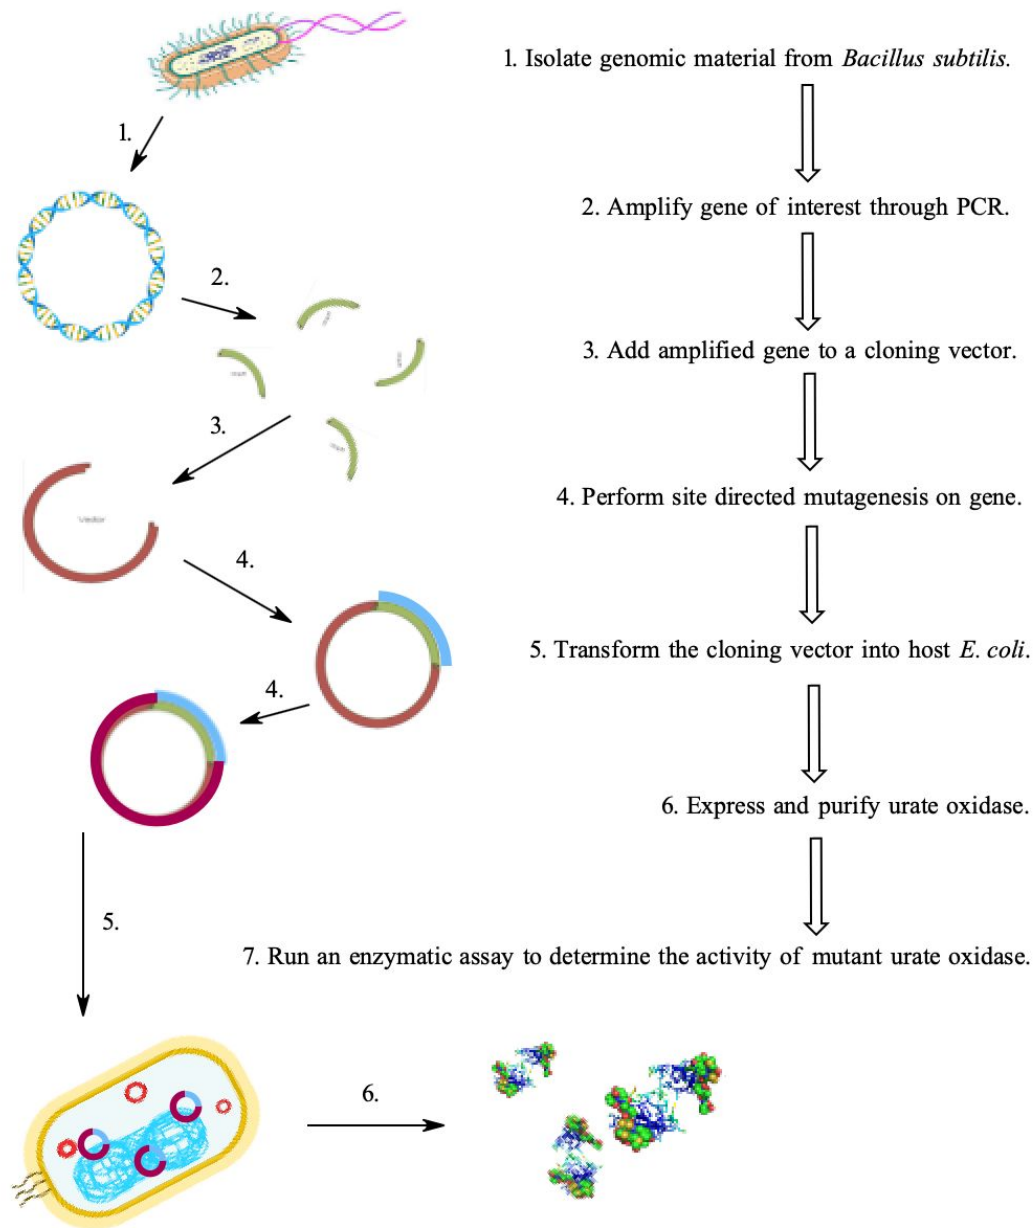 1. Isolate genomic material from Bacillus subtilis.
1.
2. Amplify gene of interest through PCR.
2.
3. Add amplified gene to a cloning vector.
3.
Vector
4. Perform site directed mutagenesis on gene.
4.
5. Transform the cloning vector into host E. coli.
4.
6. Express and purify urate oxidase.
5.
7. Run an enzymatic assay to determine the activity of mutant urate oxidase.
6.